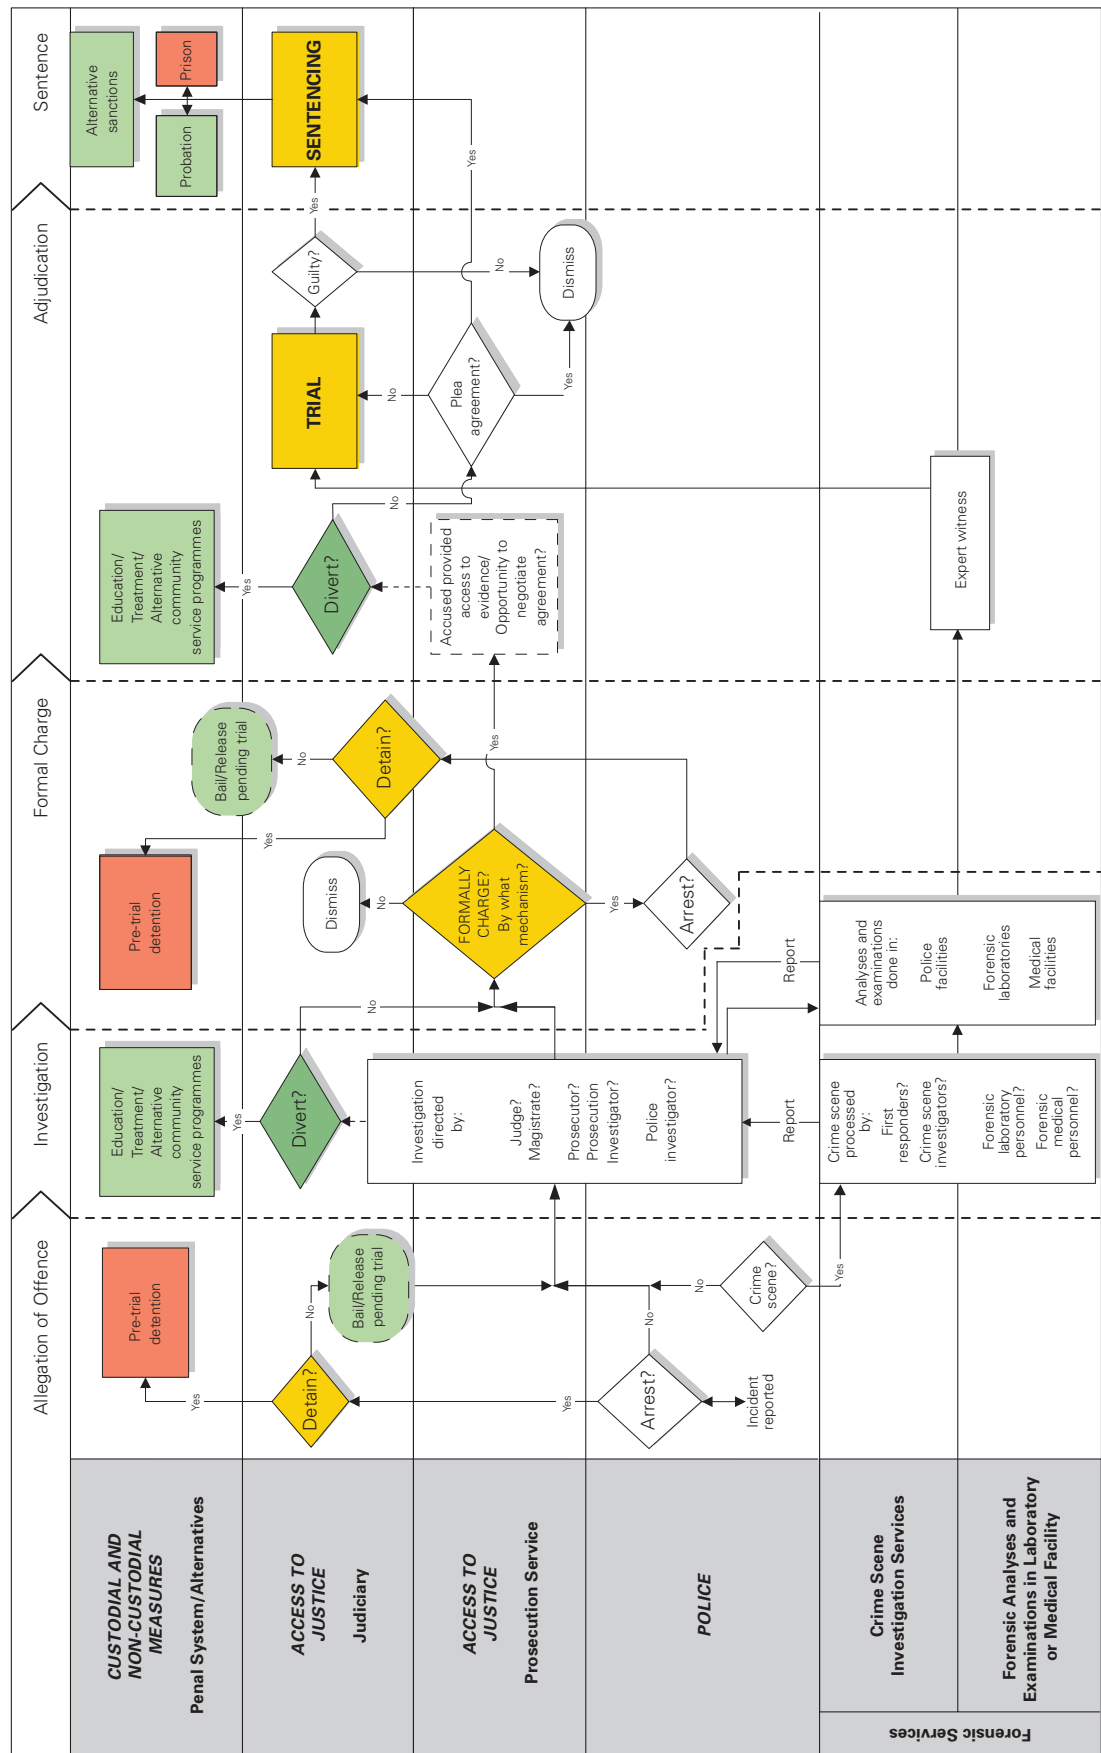 Allegation of Offence
Investigation
Formal Charge
Adjudication
Sentence
CUSTODIAL AND
NON-CUSTODIAL
MEASURES
Penal System/Alternatives
Pre-trial
detention
Yes
Education/
Treatment/
Alternative
community
service programmes
Yes
Pre-trial
detention
Yes
Bail/Release
pending trial
No
Education/
Treatment/
Alternative
community
service programmes
Yes
Alternative
sanctions
Probation
Prison
ACCESS TO
JUSTICE
Judiciary
Detain?
No
Bail/Release
pending trial
Divert?
No
Dismiss
No
Detain?
Divert?
No
TRIAL
No
Guilty?
Yes
No
SENTENCING
ACCESS TO
JUSTICE
Prosecution Service
Yes
Investigation
directed
by:
Judge?
Magistrate?
Prosecutor?
Prosecution
Investigator?
Police
investigator?
FORMALLY
CHARGE?
By what
mechanism?
Yes
Yes
Accused provided
access to
evidence/
Opportunity to
negotiate
agreement?
Plea
agreement?
Yes
Yes
Dismiss
POLICE
Arrest?
No
Incident
reported
No
Crime
scene?
Yes
Report
Arrest?
Report
Forensic Services
Crime Scene
Investigation Services
Crime scene
processed
by:
First
responders?
Crime scene
investigators?
Forensic
laboratory
personnel?
Forensic
medical
personnel?
Analyses and
examinations
done in:
Police
facilities
Forensic
laboratories
Medical
facilities
Forensic Analyses and
Examinations in Laboratory
or Medical Facility
Expert witness